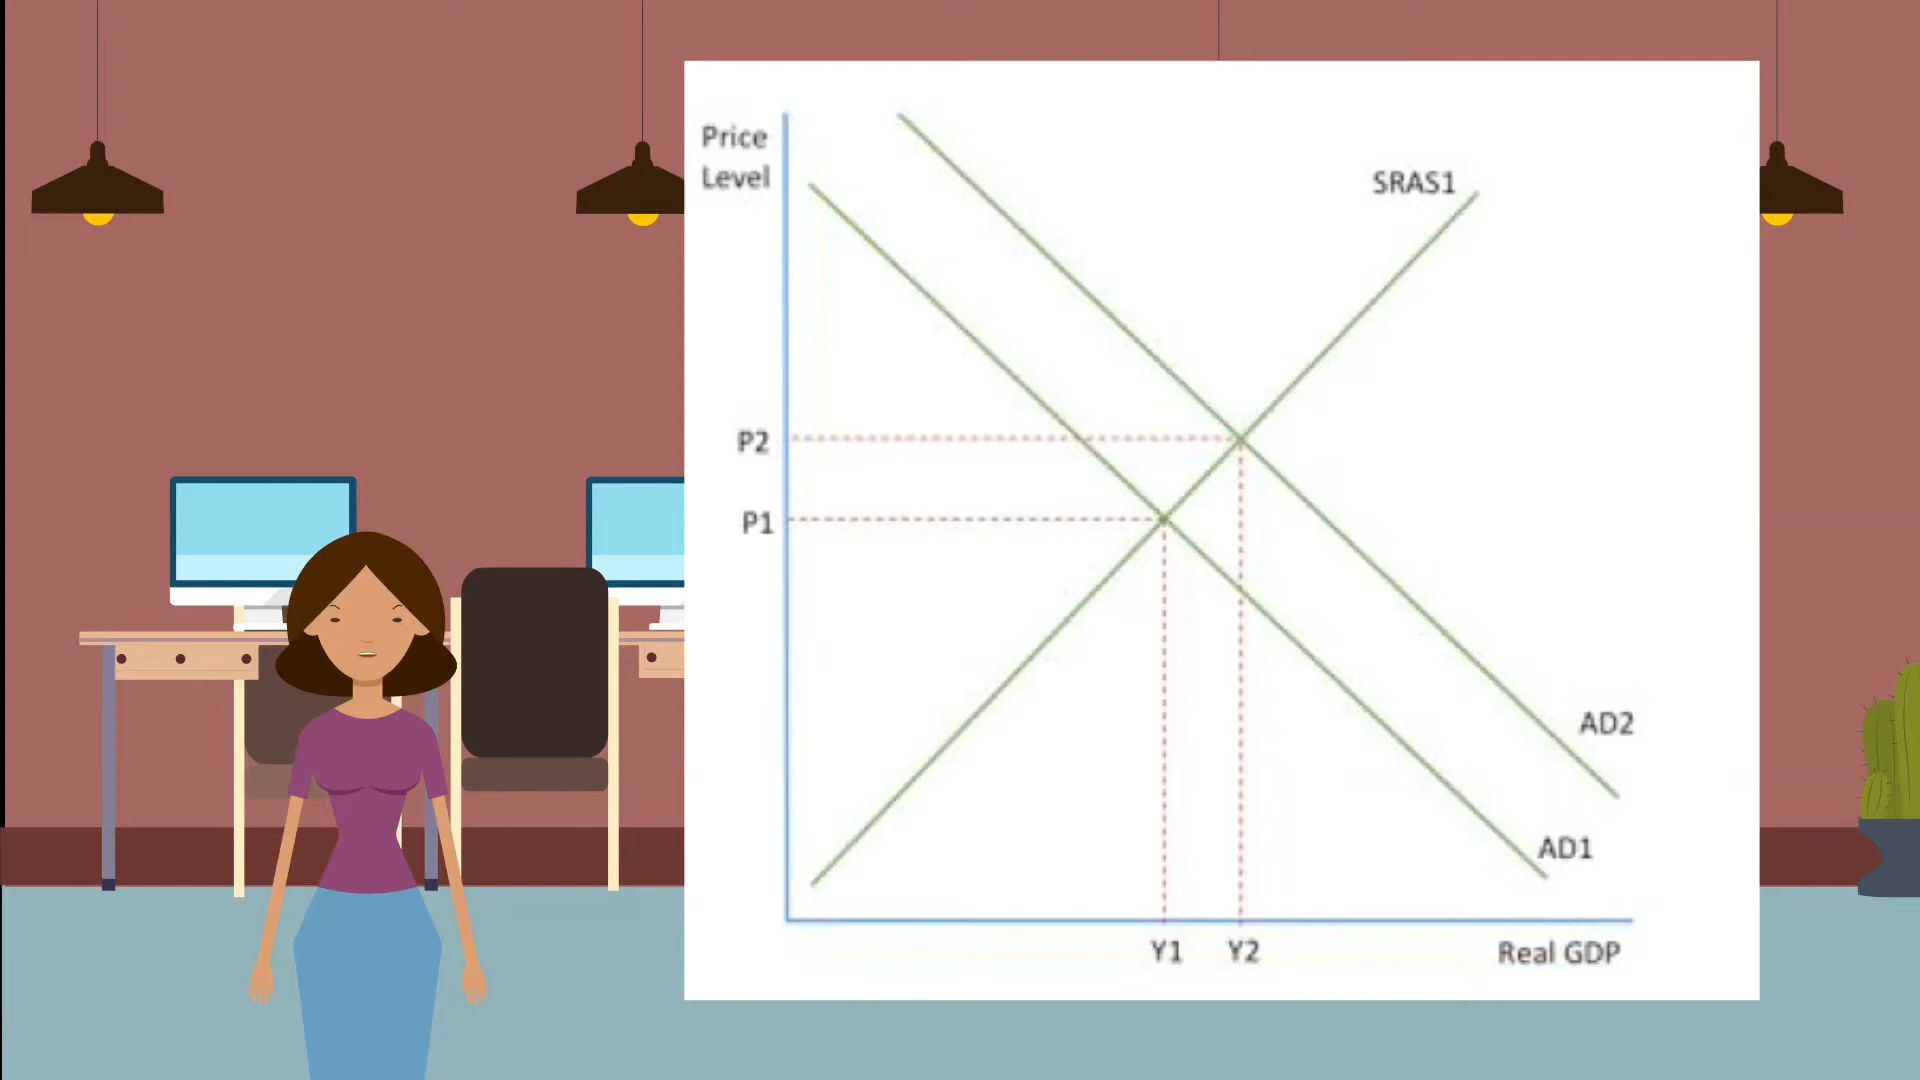 Price
Level
SRAS1
P2
P1
AD2
AD1
Y1 Y2 Real GDP